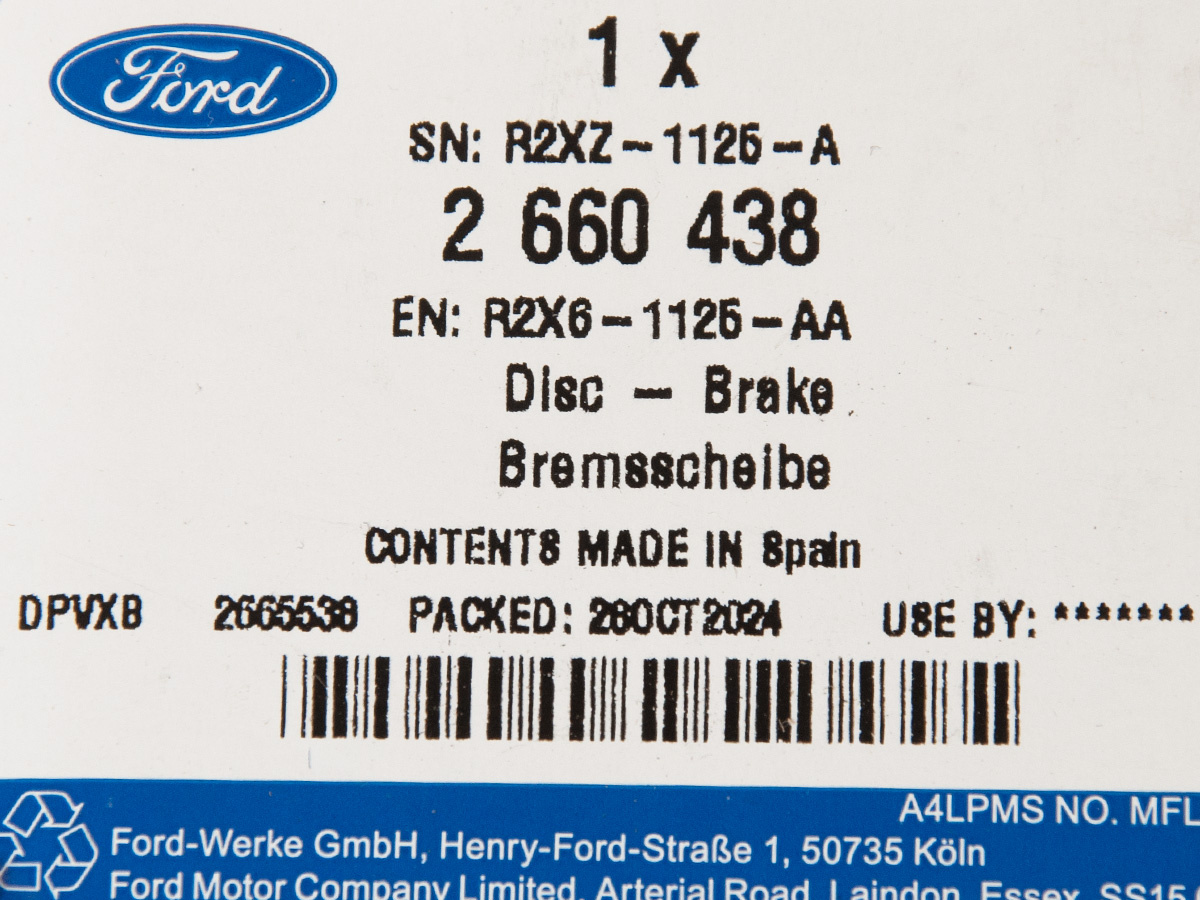 Ford
1 x
SN: R2XZ-1125-A
2 660 438
EN: R2X6-1125-AA
Disc - Brake
Bremsscheibe
CONTENTS MADE IN Spain
DPVXB 2665538 PACKED: 28OCT2024 USE BY: *******
A4LPMS NO. MFL
Ford-Werke GmbH, Henry-Ford-Straße 1, 50735 Köln
Ford Motor Company Limited, Arterial Road, Laindon, Essex, SS15